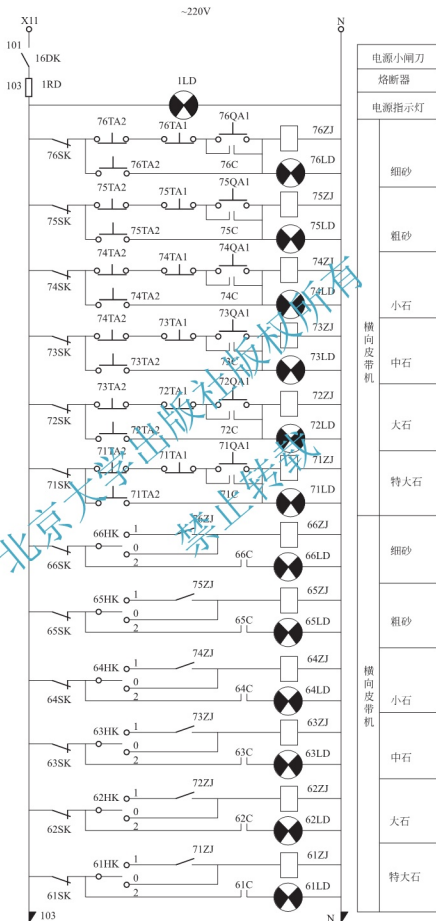 ~220V
X11
N
101
16DK
电源小闸刀
103
1RD
熔断器
1LD
电源指示灯
76TA2
76TA1
76QA1
76ZJ
76SK
76TA2
76C
76LD
细砂
75TA2
75TA1
75QA1
75ZJ
75SK
75TA2
75C
75LD
粗砂
74TA2
74TA1
74QA1
74ZJ
74SK
74TA2
74C
74LD
小石
74TA2
73TA1
73QA1
73ZJ
73SK
73TA2
73C
73LD
中石
横向皮带机
73TA2
72TA1
72QA1
72ZJ
72SK
72TA2
72C
72LD
大石
71TA2
71TA1
71QA1
71ZJ
71SK
71TA2
71C
71LD
特大石
66HK
1
0
2
76ZJ
66ZJ
66SK
66C
66LD
细砂
65HK
1
0
2
75ZJ
65ZJ
65SK
65C
65LD
粗砂
64HK
1
0
2
74ZJ
64ZJ
64SK
64C
64LD
小石
横向皮带机
63HK
1
0
2
73ZJ
63ZJ
63SK
63C
63LD
中石
62HK
1
0
2
72ZJ
62ZJ
62SK
62C
62LD
大石
61HK
1
0
2
71ZJ
61ZJ
61SK
61C
61LD
特大石
103
N
北京大学出版社版权所有
禁止转载